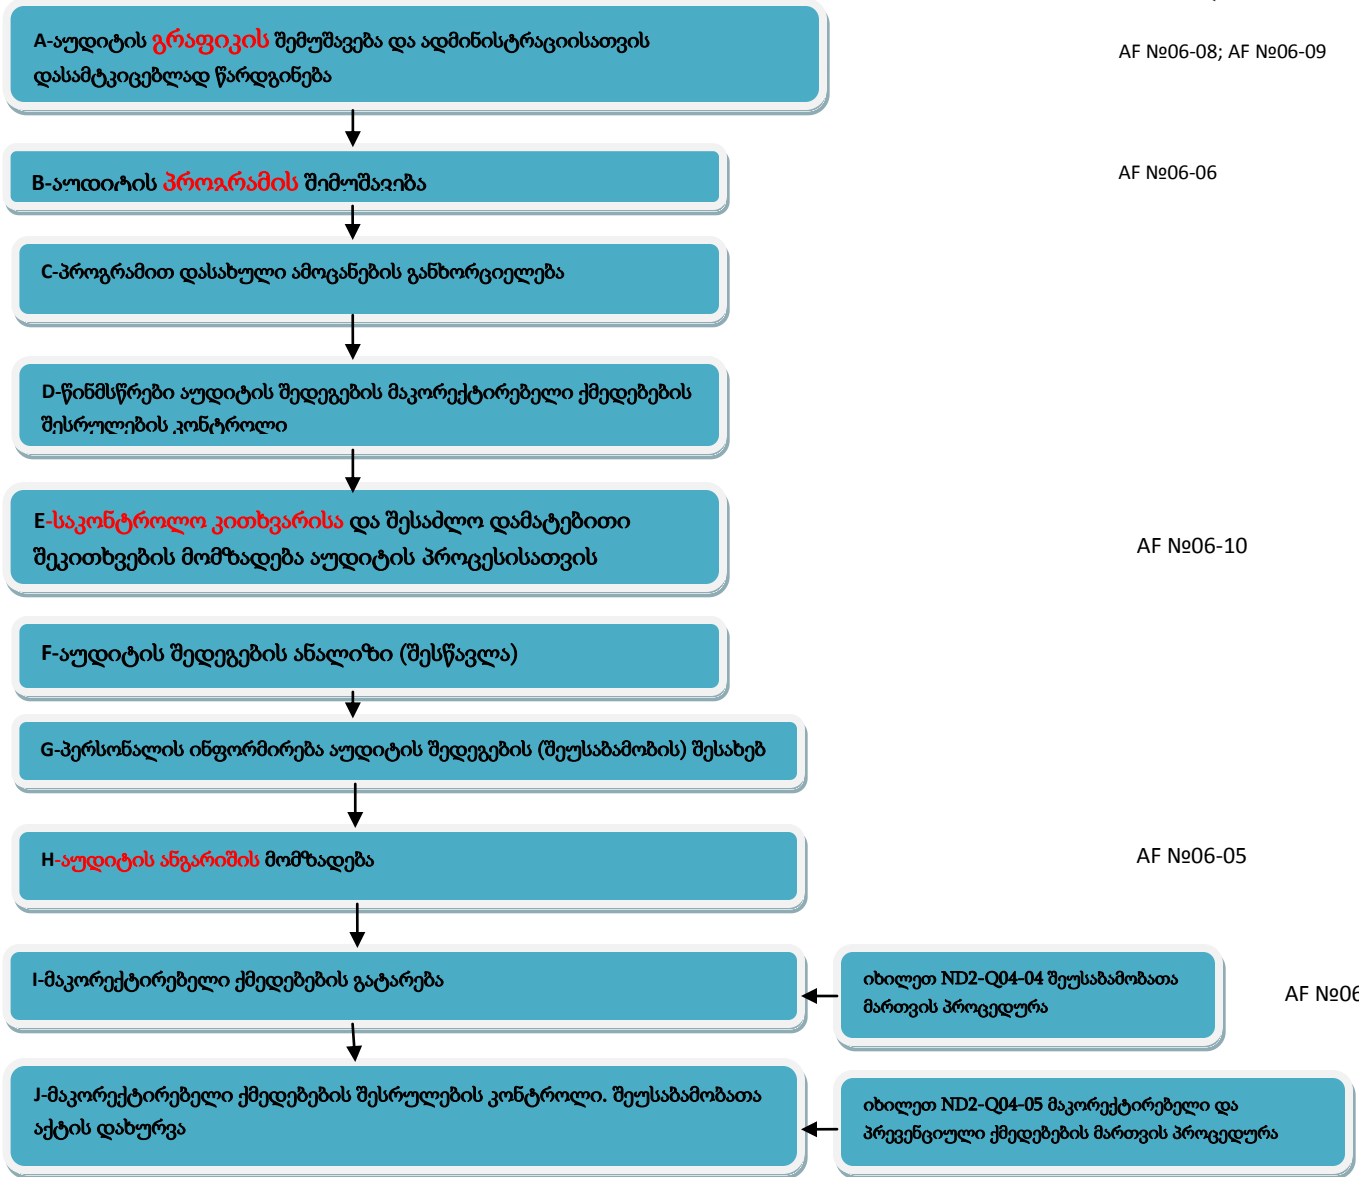 A-აუდიტის გრაფიკის შემუშავება და ადმინისტრაციისათვის
დასამტკიცებლად წარდგინება
AF №06-08; AF №06-09
B-აუდიტის პროგრამის შემუშავება
AF №06-06
C-პროგრამით დასახული ამოცანების განხორციელება
D-წინმსწრები აუდიტის შედეგების მაკორექტირებელი ქმედებების
შესრულების კონტროლი
E-საკონტროლო კითხვარისა და შესაძლო დამატებითი
შეკითხვების მომზადება აუდიტის პროცესისათვის
AF №06-10
F-აუდიტის შედეგების ანალიზი (შესწავლა)
G-პერსონალის ინფორმირება აუდიტის შედეგების (შეუსაბამობის) შესახებ
H-აუდიტის ანგარიშის მომზადება
AF №06-05
I-მაკორექტირებელი ქმედებების გატარება
იხილეთ ND2-Q04-04 შეუსაბამობათა
მართვის პროცედურა
AF №06
J-მაკორექტირებელი ქმედებების შესრულების კონტროლი. შეუსაბამობათა
აქტის დახურვა
იხილეთ ND2-Q04-05 მაკორექტირებელი და
პრევენციული ქმედებების მართვის პროცედურა